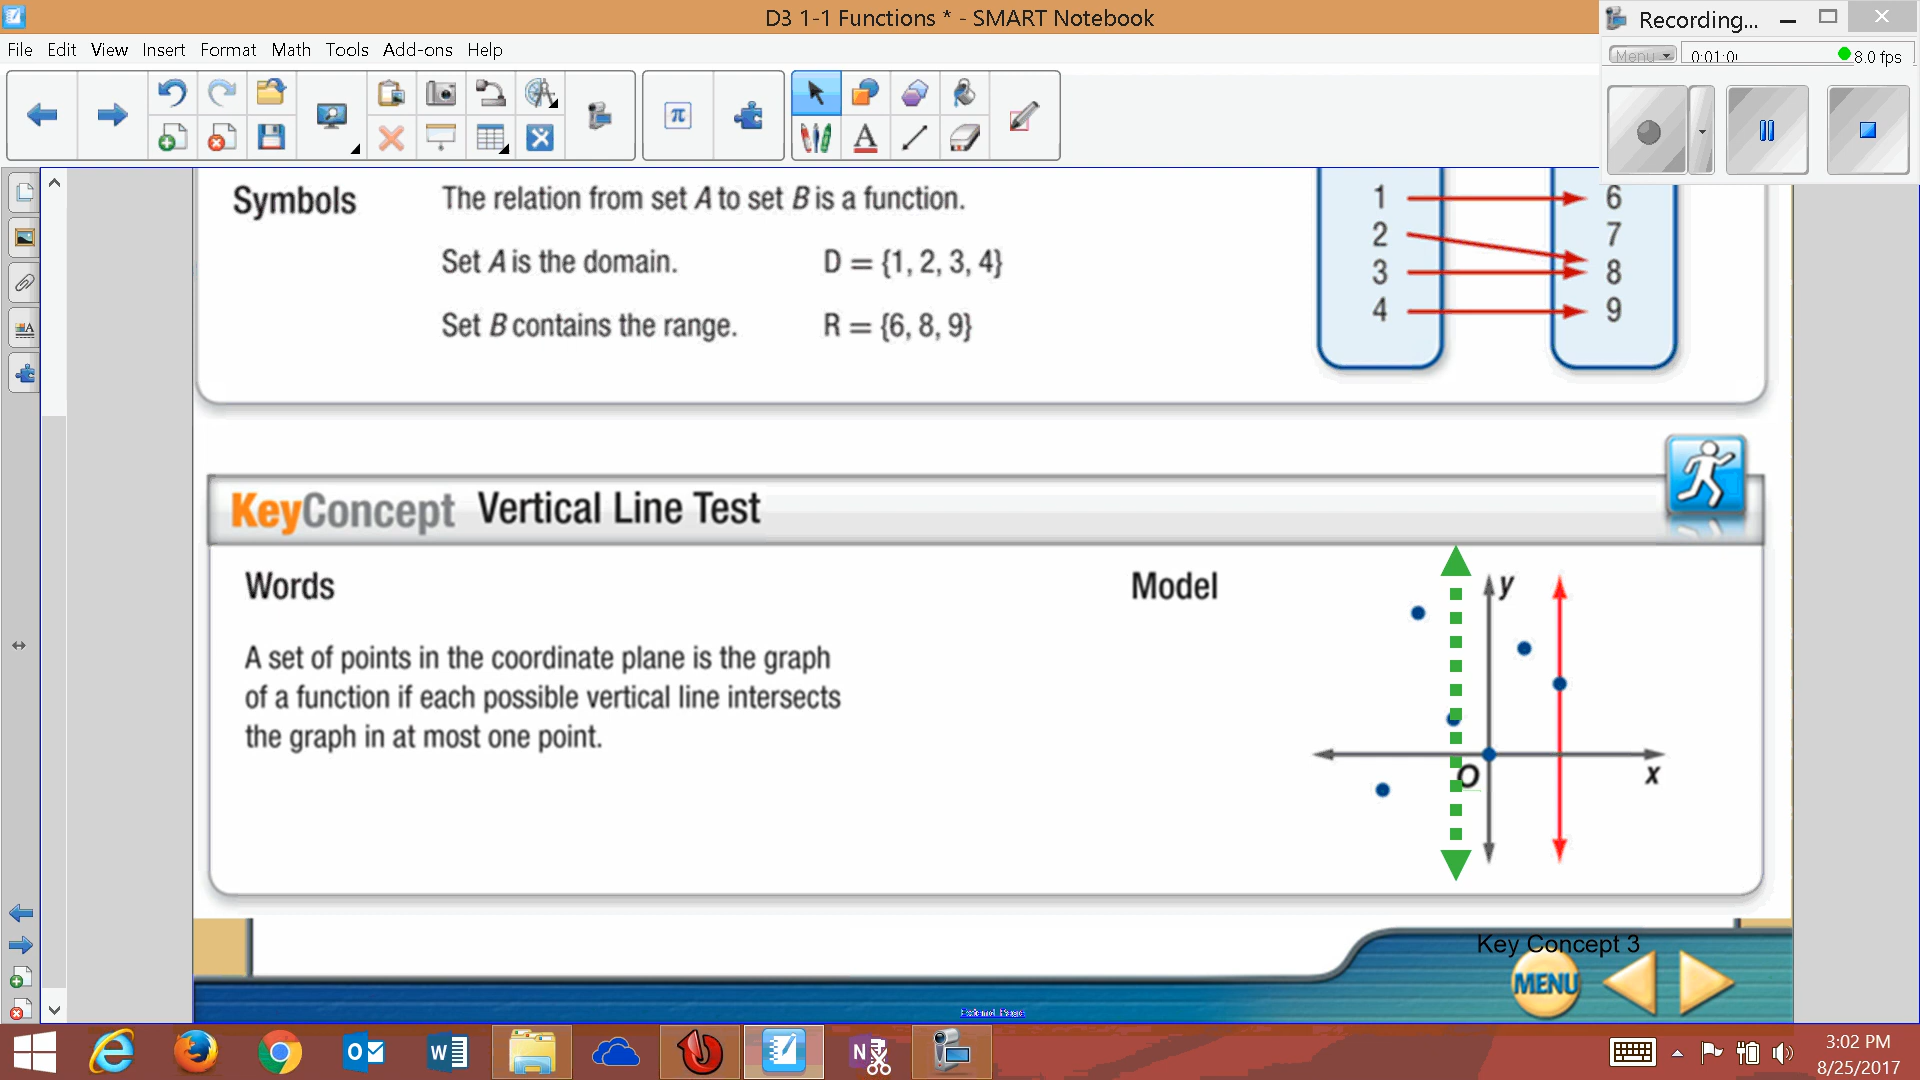 D3 1-1 Functions * - SMART Notebook
Recording...
File Edit View Insert Format Math Tools Add-ons Help
Menu
8.0 fps
Symbols
The relation from set A to set B is a function.
Set A is the domain. D = {1, 2, 3, 4}
Set B contains the range. R = {6, 8, 9}
1 6
2 7
3 8
4 9
KeyConcept Vertical Line Test
Words
Model
A set of points in the coordinate plane is the graph
of a function if each possible vertical line intersects
the graph in at most one point.
y
O
x
Key Concept 3
MENU
Extend Page
3:02 PM
8/25/2017